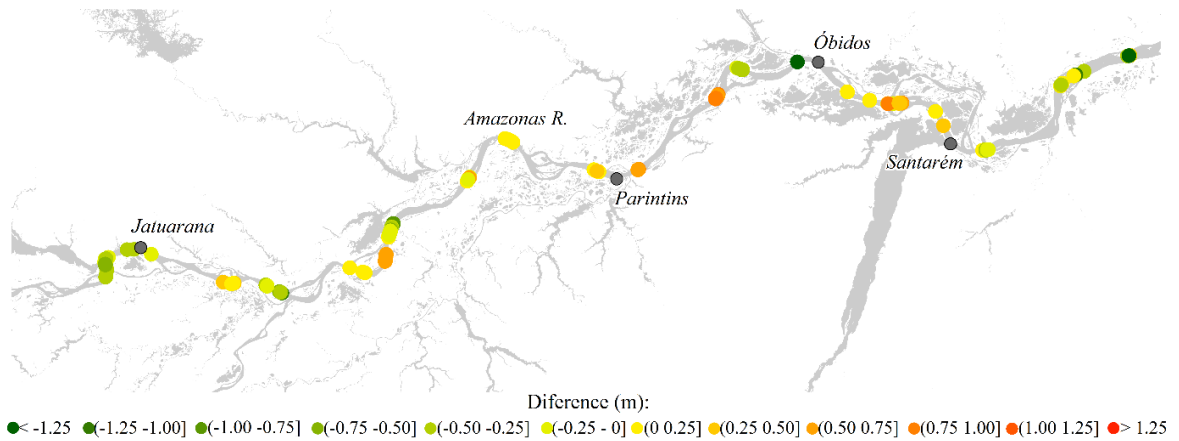 Óbidos
Amazonas R.
Santarém
Parintins
Jatuarana
Diference (m):
< -1.25 (-1.25 -1.00] (-1.00 -0.75] (-0.75 -0.50] (-0.50 -0.25] (-0.25 - 0] (0 0.25] (0.25 0.50] (0.50 0.75] (0.75 1.00] (1.00 1.25] > 1.25